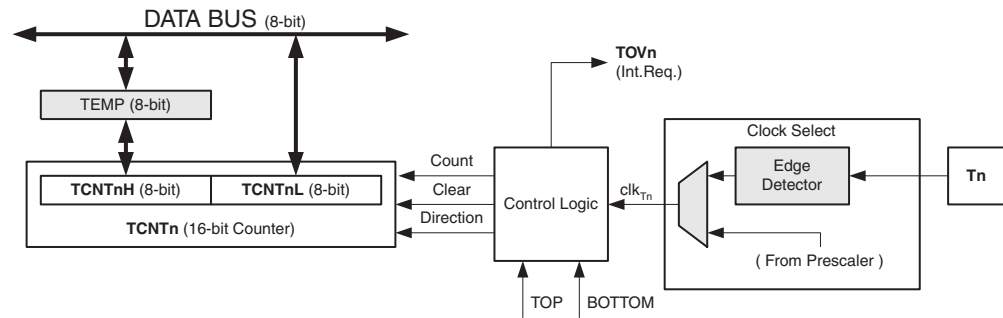 DATA BUS (8-bit)
TEMP (8-bit)
TCNTnH (8-bit) TCNTnL (8-bit)
TCNTn (16-bit Counter)
Count
Clear
Direction
Control Logic
TOVn
(Int.Req.)
TOP
BOTTOM
clkTn
Clock Select
Edge
Detector
( From Prescaler )
Tn